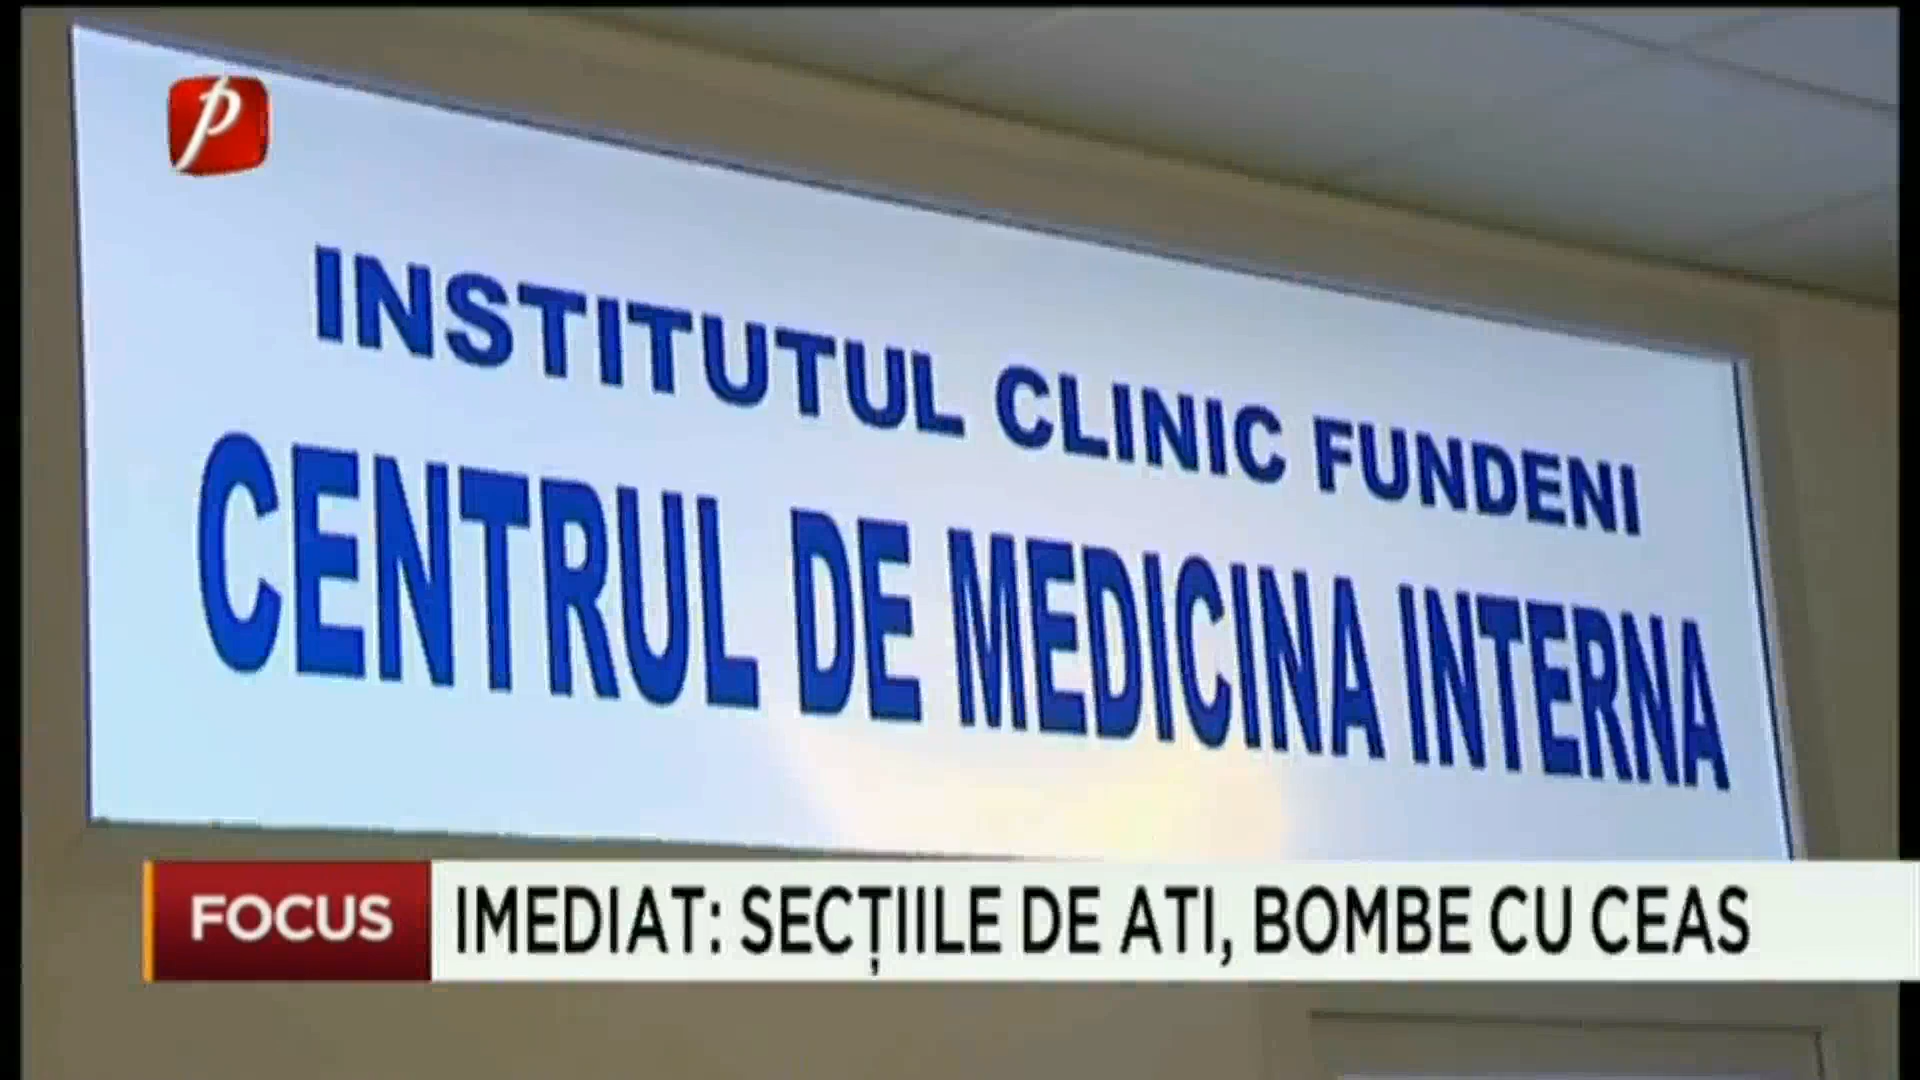 p
INSTITUTUL CLINIC FUNDENI
CENTRUL DE MEDICINA INTERNA
FOCUS
IMEDIAT: SECȚIILE DE ATI, BOMBE CU CEAS